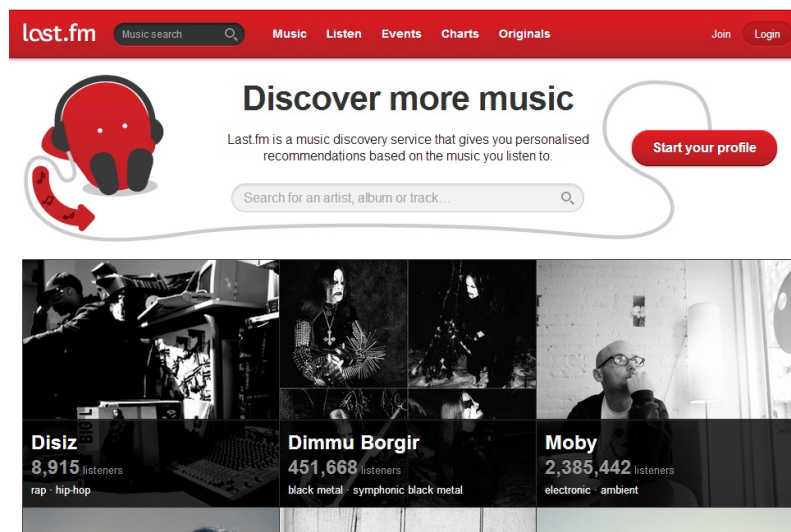 last.fm
Music search
Music Listen Events Charts Originals
Join Login
Discover more music
Last.fm is a music discovery service that gives you personalised
recommendations based on the music you listen to.
Start your profile
Search for an artist, album or track...
BIG L
Disiz
8,915 listeners
rap · hip-hop
Dimmu Borgir
451,668 listeners
black metal · symphonic black metal
Moby
2,385,442 listeners
electronic · ambient